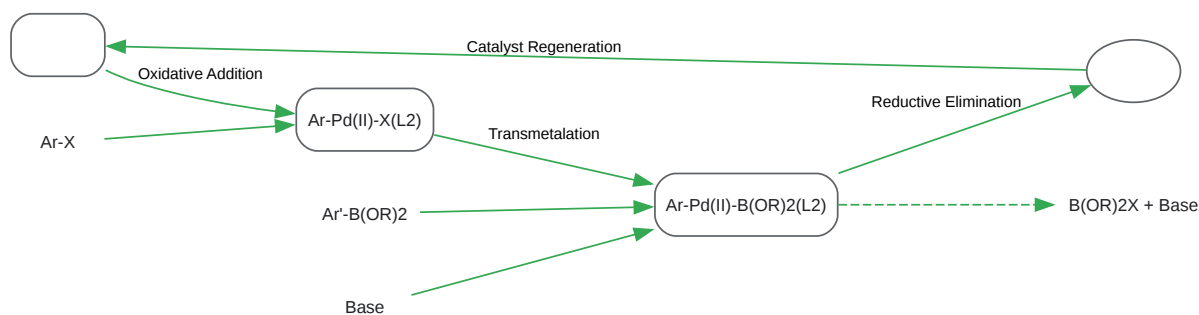 Catalyst Regeneration
Oxidative Addition
Ar-X
Ar-Pd(II)-X(L2)
Transmetalation
Ar'-B(OR)2
Base
Ar-Pd(II)-B(OR)2(L2)
Reductive Elimination
B(OR)2X + Base